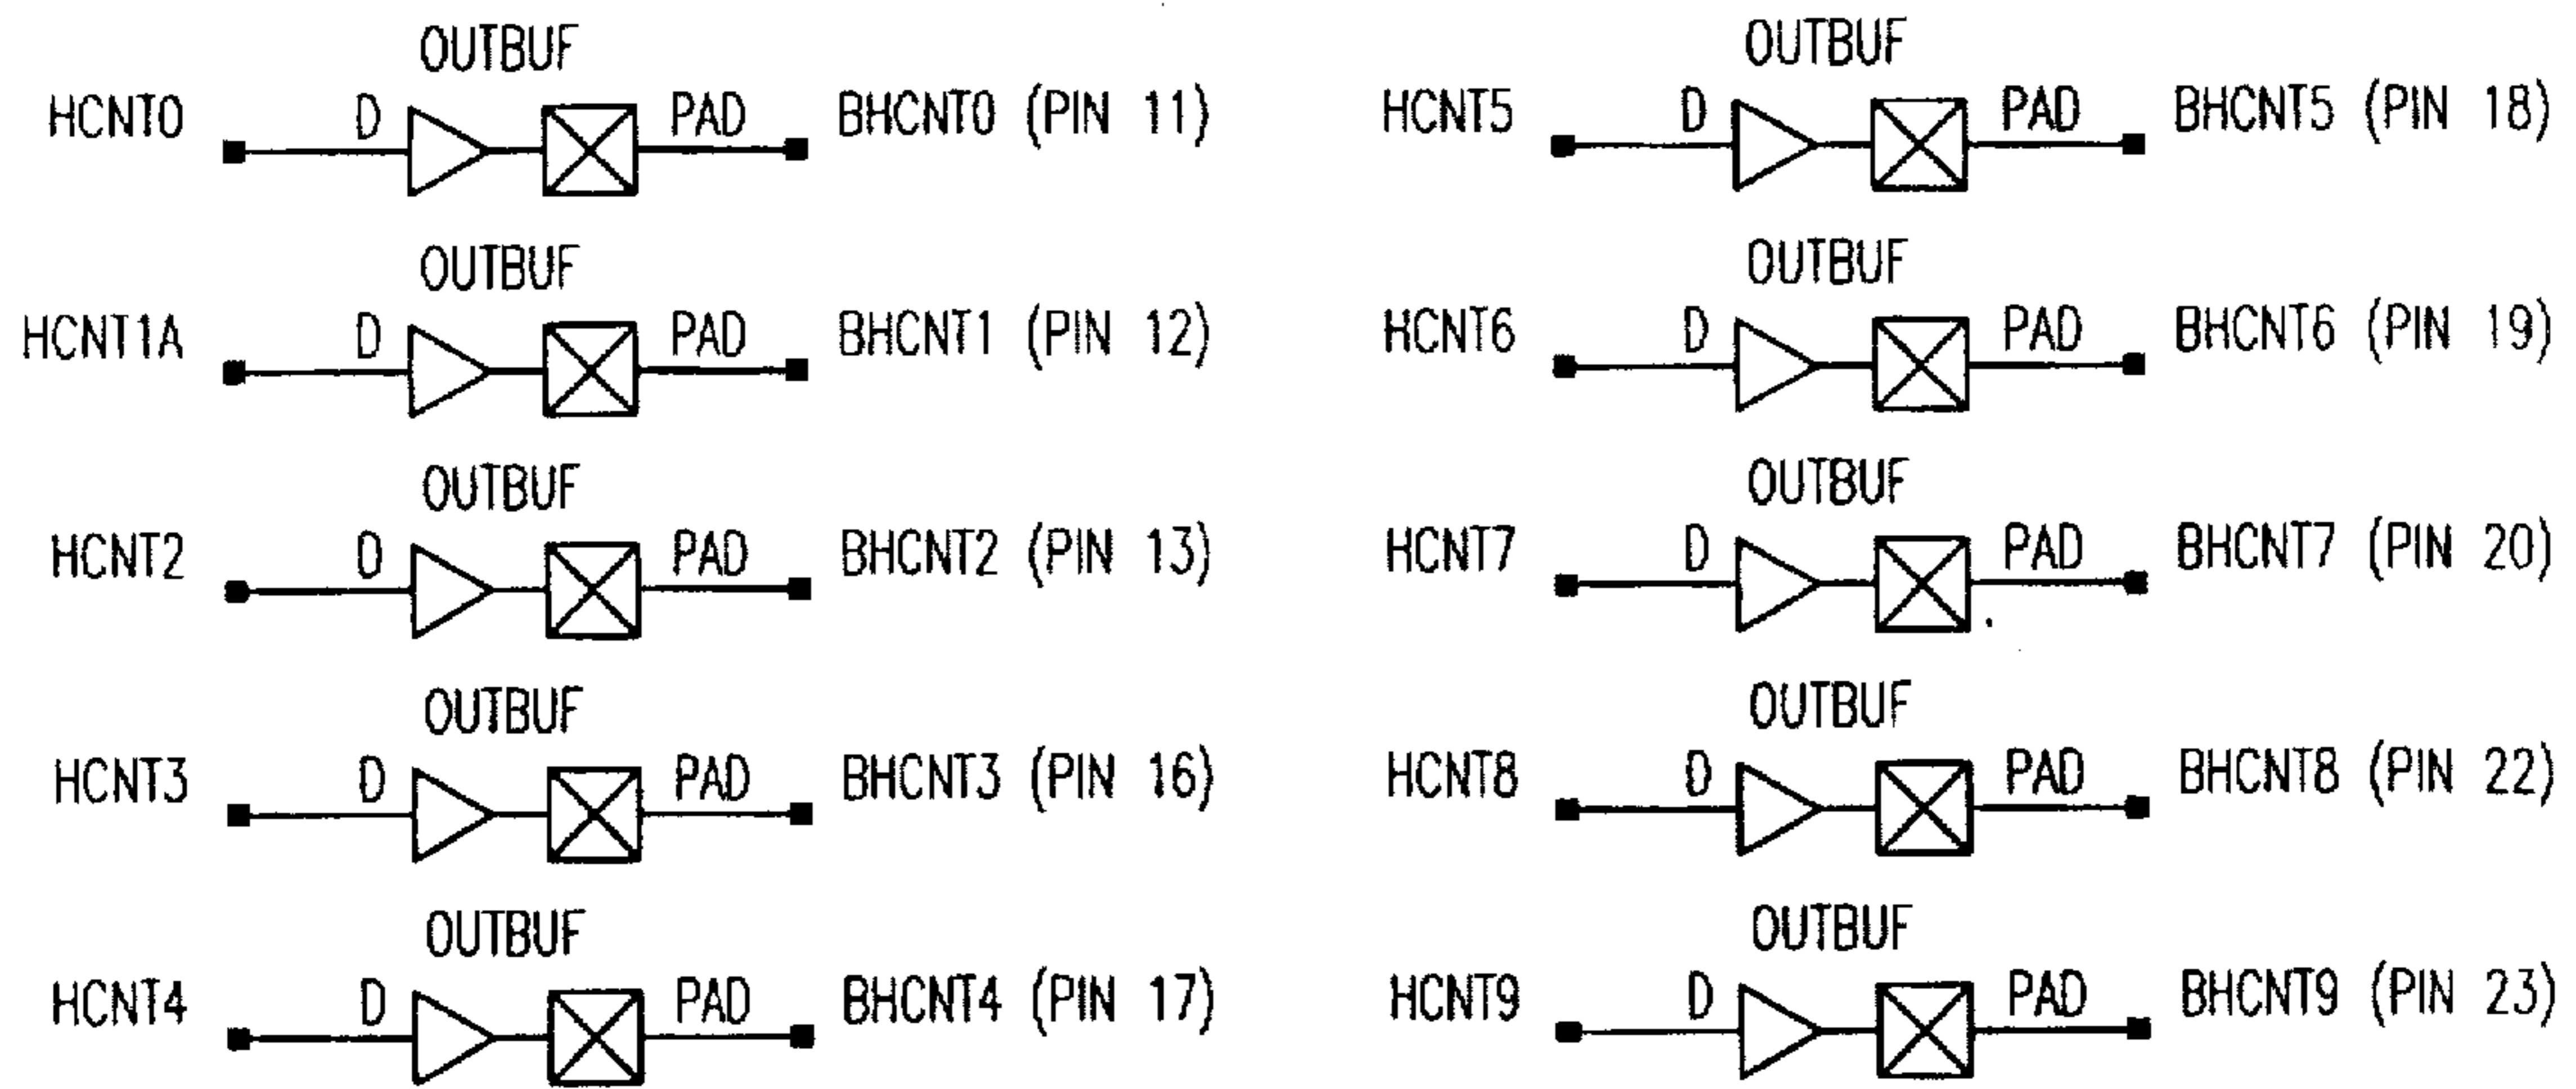 OUTBUF
HCNT0 D PAD BHCNT0 (PIN 11)
OUTBUF
HCNT1A D PAD BHCNT1 (PIN 12)
OUTBUF
HCNT2 D PAD BHCNT2 (PIN 13)
OUTBUF
HCNT3 D PAD BHCNT3 (PIN 16)
OUTBUF
HCNT4 D PAD BHCNT4 (PIN 17)
OUTBUF
HCNT5 D PAD BHCNT5 (PIN 18)
OUTBUF
HCNT6 D PAD BHCNT6 (PIN 19)
OUTBUF
HCNT7 D PAD BHCNT7 (PIN 20)
OUTBUF
HCNT8 D PAD BHCNT8 (PIN 22)
OUTBUF
HCNT9 D PAD BHCNT9 (PIN 23)